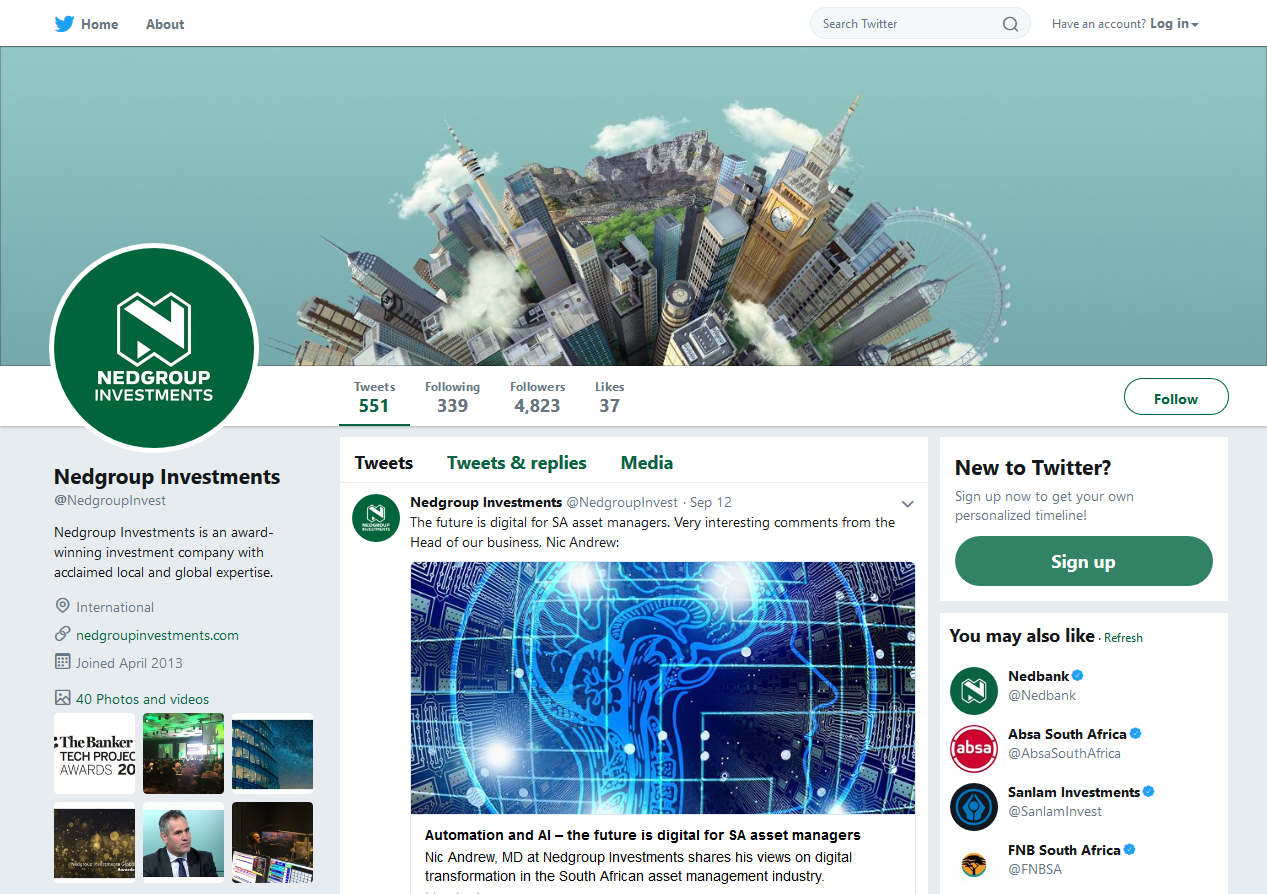 Home
About
Search Twitter
Have an account? Log in
NEDGROUP
INVESTMENTS
Tweets
551
Following
339
Followers
4,823
Likes
37
Follow
Nedgroup Investments
@NedgroupInvest
Nedgroup Investments is an award-
winning investment company with
acclaimed local and global expertise.
International
nedgroupinvestments.com
Joined April 2013
40 Photos and videos
The Banker
TECH PROJEC
AWARDS 20
Nedgroup Investments Global
Awards
Tweets
Tweets & replies
Media
NEDGROUP
INVESTMENTS
Nedgroup Investments @NedgroupInvest · Sep 12
The future is digital for SA asset managers. Very interesting comments from the
Head of our business, Nic Andrew:
Automation and AI – the future is digital for SA asset managers
Nic Andrew, MD at Nedgroup Investments shares his views on digital
transformation in the South African asset management industry.
New to Twitter?
Sign up now to get your own
personalized timeline!
Sign up
You may also like · Refresh
Nedbank
@Nedbank
absa
Absa South Africa
@AbsaSouthAfrica
Sanlam Investments
@SanlamInvest
FNB South Africa
@FNBSA